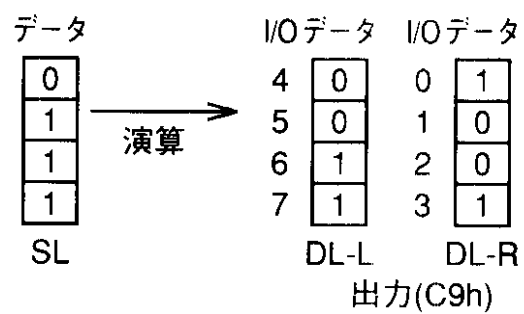 データ I/Oデータ I/Oデータ
0 4 0 0 1
1 5 0 1 0
演算
1 6 1 2 0
1 7 1 3 1
SL DL-L DL-R
出力(C9h)